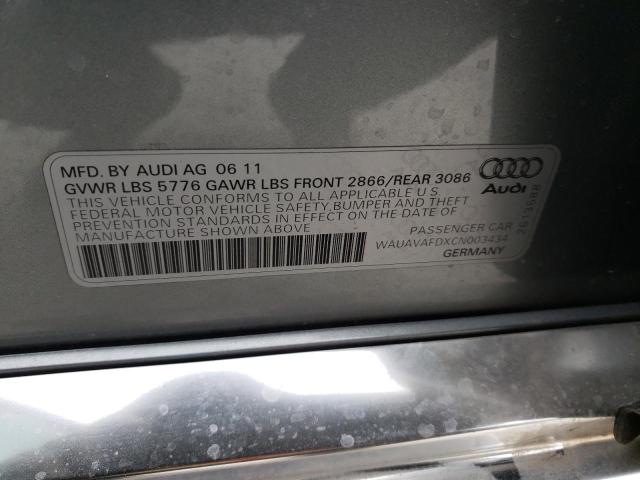 MFD. BY AUDI AG 06 11
GVWR LBS 5776 GAWR LBS FRONT 2866/REAR 3086
THIS VEHICLE CONFORMS TO ALL APPLICABLE U.S.
FEDERAL MOTOR VEHICLE SAFETY, BUMPER AND THEFT
PREVENTION STANDARDS IN EFFECT ON THE DATE OF
MANUFACTURE SHOWN ABOVE
Audi
PASSENGER CAR
WAUAVAFDXCN003434
GERMANY
2613688